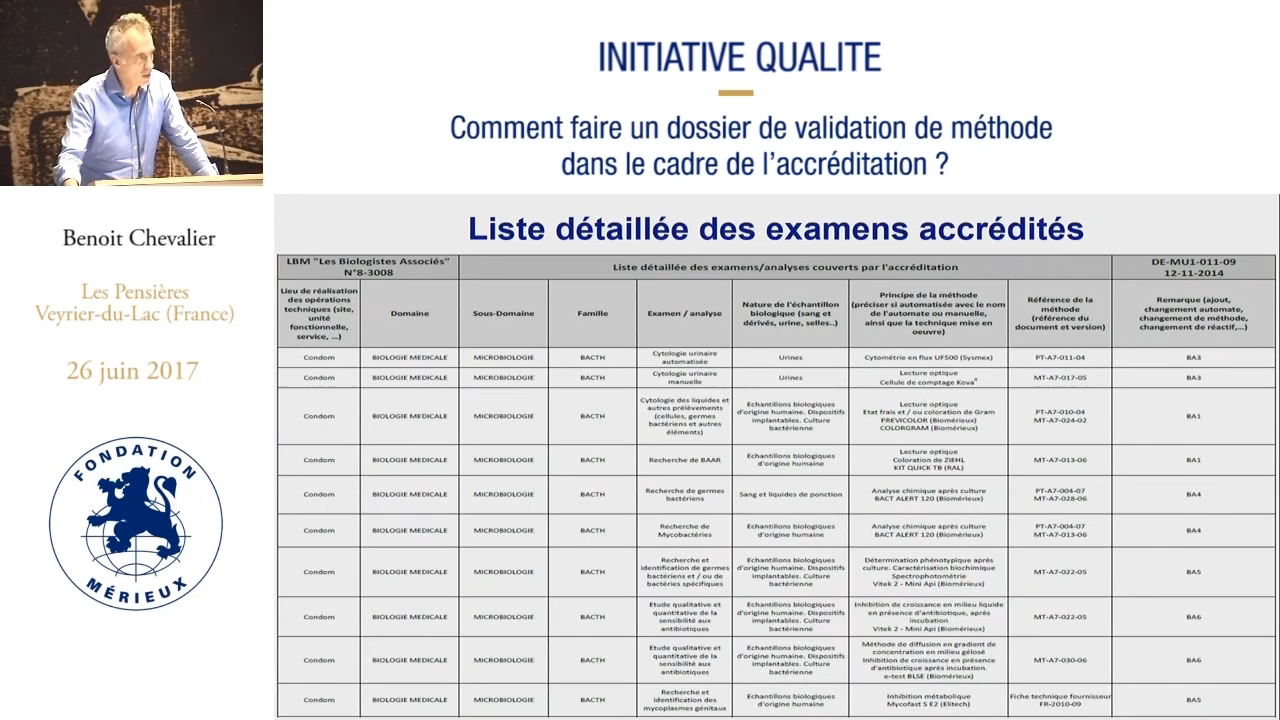 INITIATIVE QUALITE
Comment faire un dossier de validation de méthode
dans le cadre de l'accréditation ?
Benoit Chevalier
Les Pensières
Veyrier-du-Lac (France)
26 juin 2017
FONDATION
MÉRIEUX
Liste détaillée des examens accrédités
LBM "Les Biologistes Associés"
N°8-3008
Liste détaillée des examens/analyses couverts par l'accréditation
DE-MU1-011-09
12-11-2014
Lieu de réalisation
des opérations
techniques (site,
unité
fonctionnelle,
service, ...)
Domaine
Sous-Domaine
Famille
Examen / analyse
Nature de l'échantillon
biologique (sang et
dérivés, urine, selles..)
Principe de la méthode
(préciser si automatisée avec le nom
de l'automate ou manuelle,
ainsi que la technique mise en
oeuvre)
Référence de la
méthode
(référence du
document et version)
Remarque (ajout,
changement automate,
changement de méthode,
changement de réactif,...)
Condom
BIOLOGIE MEDICALE
MICROBIOLOGIE
BACTH
Cytologie urinaire
automatisée
Urines
Cytométrie en flux UF500 (Sysmex)
PT-A7-011-04
BA3
Condom
BIOLOGIE MEDICALE
MICROBIOLOGIE
BACTH
Cytologie urinaire
manuelle
Urines
Lecture optique
Cellule de comptage Kova®
MT-A7-017-05
BA3
Condom
BIOLOGIE MEDICALE
MICROBIOLOGIE
BACTH
Cytologie des liquides et
autres prélèvements
(cellules, germes
bactériens et autres
éléments)
Echantillons biologiques
d'origine humaine. Dispositifs
implantables. Culture
bactérienne
Lecture optique
Etat frais et / ou coloration de Gram
PREVICOLOR (Biomérieux)
COLORGRAM (Biomérieux)
PT-A7-010-04
MT-A7-024-02
BA1
Condom
BIOLOGIE MEDICALE
MICROBIOLOGIE
BACTH
Recherche de BAAR
Echantillons biologiques
d'origine humaine
Lecture optique
Coloration de ZIEHL
KIT QUICK TB (RAL)
MT-A7-013-06
BA1
Condom
BIOLOGIE MEDICALE
MICROBIOLOGIE
BACTH
Recherche de germes
bactériens
Sang et liquides de ponction
Analyse chimique après culture
BACT ALERT 120 (Biomérieux)
PT-A7-004-07
MT-A7-028-06
BA4
Condom
BIOLOGIE MEDICALE
MICROBIOLOGIE
BACTH
Recherche de
Mycobactéries
Echantillons biologiques
d'origine humaine
Analyse chimique après culture
BACT ALERT 120 (Biomérieux)
PT-A7-004-07
MT-A7-013-06
BA4
Condom
BIOLOGIE MEDICALE
MICROBIOLOGIE
BACTH
Recherche et
identification de germes
bactériens et / ou de
bactéries spécifiques
Echantillons biologiques
d'origine humaine. Dispositifs
implantables. Culture
bactérienne
Détermination phénotypique après
culture. Caractérisation biochimique
Spectrophotométrie
Vitek 2 - Mini Api (Biomérieux)
MT-A7-022-05
BA5
Condom
BIOLOGIE MEDICALE
MICROBIOLOGIE
BACTH
Etude qualitative et
quantitative de la
sensibilité aux
antibiotiques
Echantillons biologiques
d'origine humaine. Dispositifs
implantables. Culture
bactérienne
Inhibition de croissance en milieu liquide
en présence d'antibiotique, après
incubation
Vitek 2 - Mini Api (Biomérieux)
MT-A7-022-05
BA6
Condom
BIOLOGIE MEDICALE
MICROBIOLOGIE
BACTH
Etude qualitative et
quantitative de la
sensibilité aux
antibiotiques
Echantillons biologiques
d'origine humaine. Dispositifs
implantables. Culture
bactérienne
Méthode de diffusion en gradient de
concentration en milieu gélosé
Inhibition de croissance en présence
d'antibiotique après incubation.
e-test BLSE (Biomérieux)
MT-A7-030-06
BA6
Condom
BIOLOGIE MEDICALE
MICROBIOLOGIE
BACTH
Recherche et
identification des
mycoplasmes génitaux
Echantillons biologiques
d'origine humaine
Inhibition métabolique
Mycofast S E2 (Elitech)
Fiche technique fournisseur
FR-2010-09
BA5